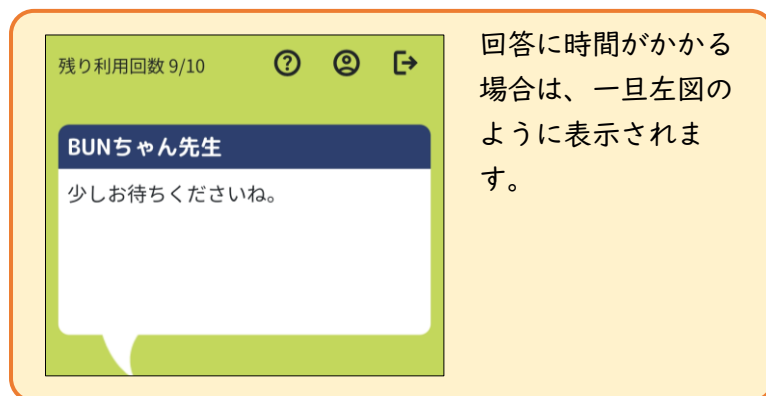 残り利用回数 9/10
BUNちゃん先生
少しお待ちくださいね。
回答に時間がかかる
場合は、一旦左図の
ように表示されま
す。